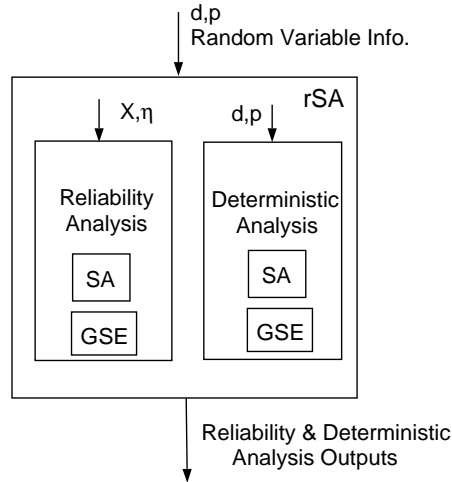 d,p
Random Variable Info.
rSA
X,η
d,p
Reliability
Analysis
SA
GSE
Deterministic
Analysis
SA
GSE
Reliability & Deterministic
Analysis Outputs